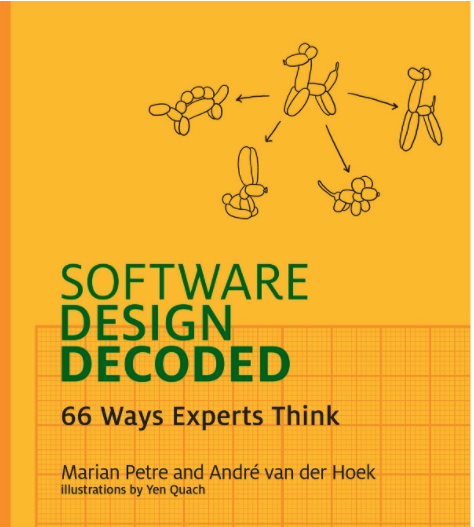 SOFTWARE
DESIGN
DECODED
66 Ways Experts Think
Marian Petre and André van der Hoek
illustrations by Yen Quach